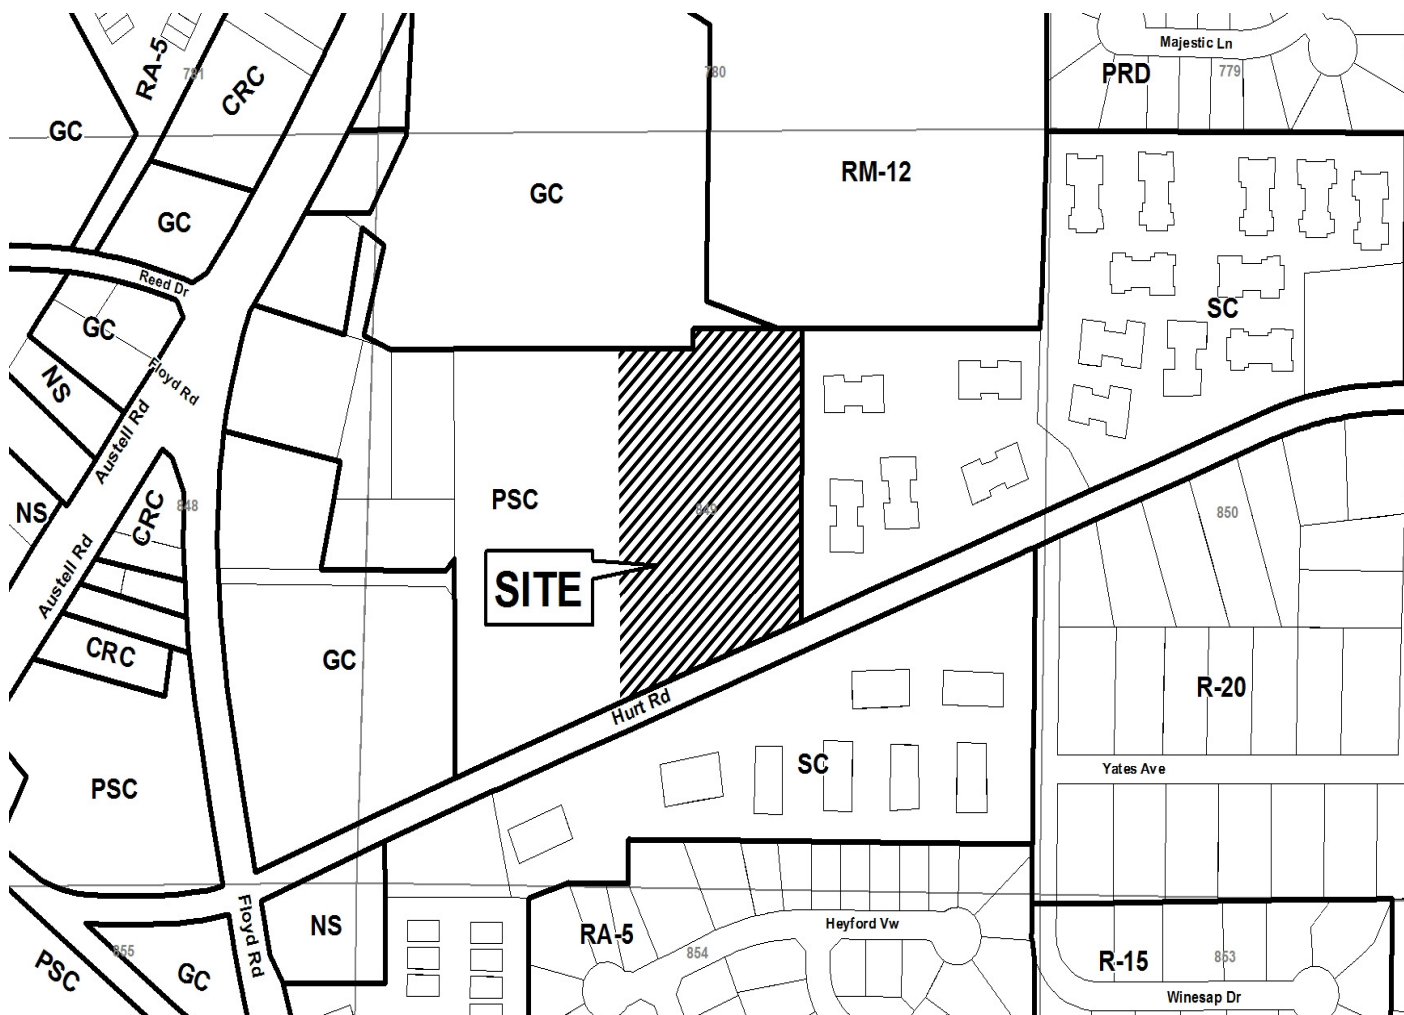 Majestic Ln
RA-5
781
CRC
780
PRD
779
GC
RM-12
GC
GC
Reed Dr
SC
GC
Floyd Rd
NS
Austell Rd
PSC
NS
CRC
848
849
850
SITE
Austell Rd
CRC
GC
R-20
Hurt Rd
SC
Yates Ave
PSC
NS
Heyford Vw
Floyd Rd
RA-5
855
854
R-15
853
PSC
GC
Winesap Dr